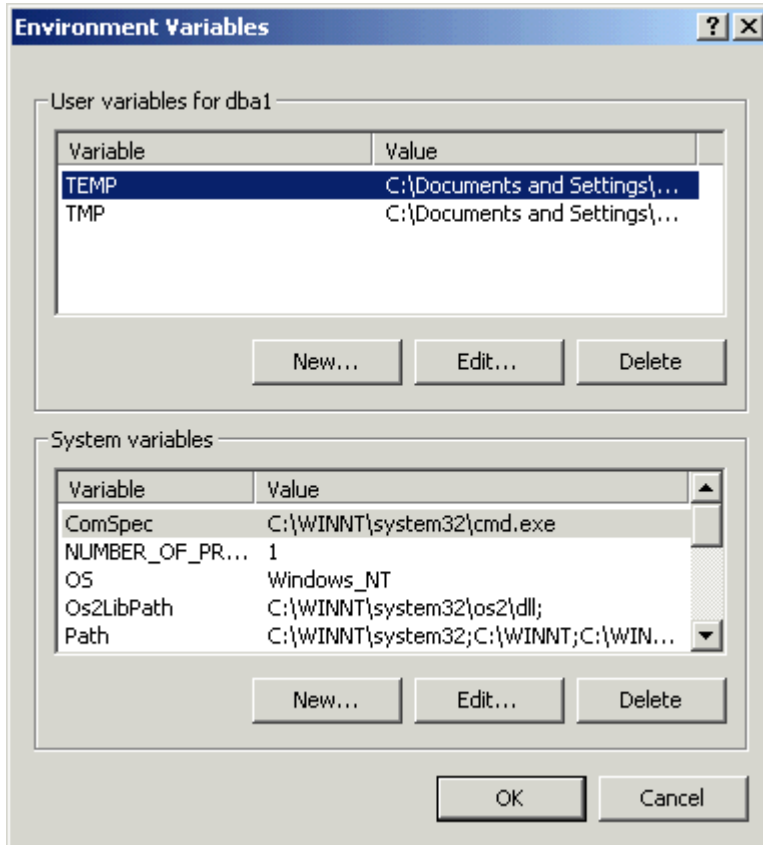 Environment Variables
User variables for dba1
Variable Value
TEMP C:\Documents and Settings\...
TMP C:\Documents and Settings\...
New... Edit... Delete
System variables
Variable Value
ComSpec C:\WINNT\system32\cmd.exe
NUMBER_OF_PR... 1
OS Windows_NT
Os2LibPath C:\WINNT\system32\os2\dll;
Path C:\WINNT\system32;C:\WINNT;C:\WIN...
New... Edit... Delete
OK Cancel